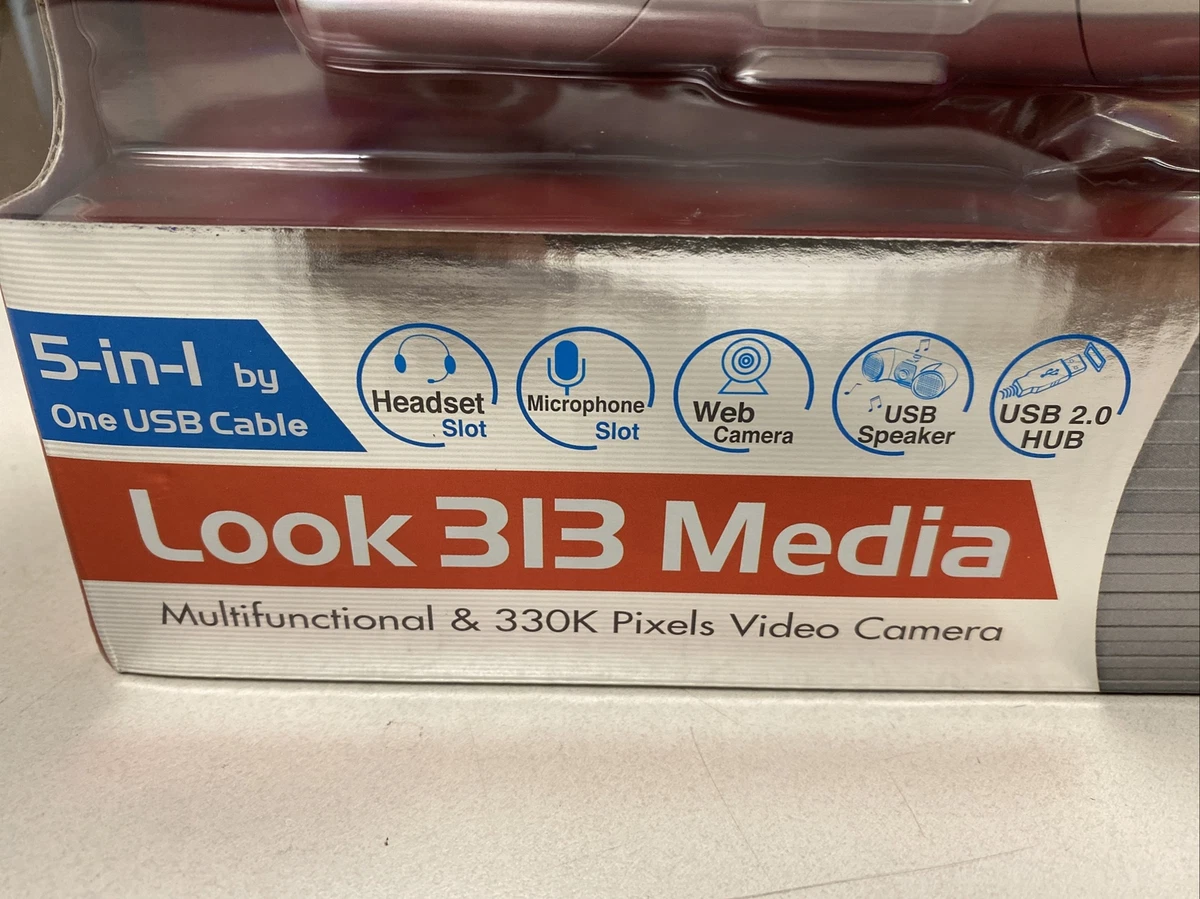 5-in-1 by
One USB Cable
Headset
Slot
Microphone
Slot
Web
Camera
USB
Speaker
USB 2.0
HUB
Look 313 Media
Multifunctional & 330K Pixels Video Camera